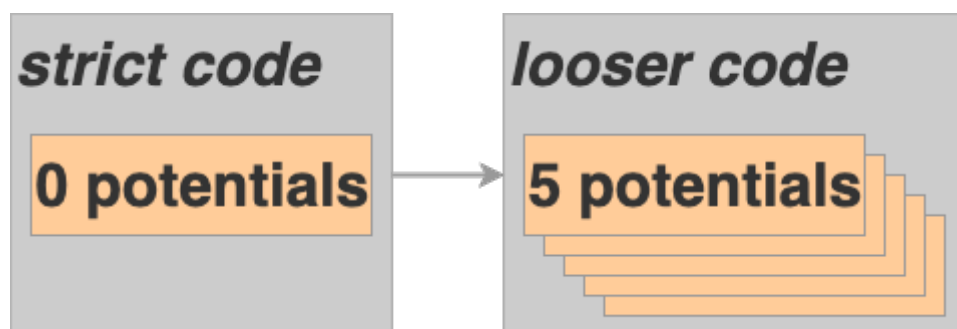 strict code
0 potentials
looser code
5 potentials